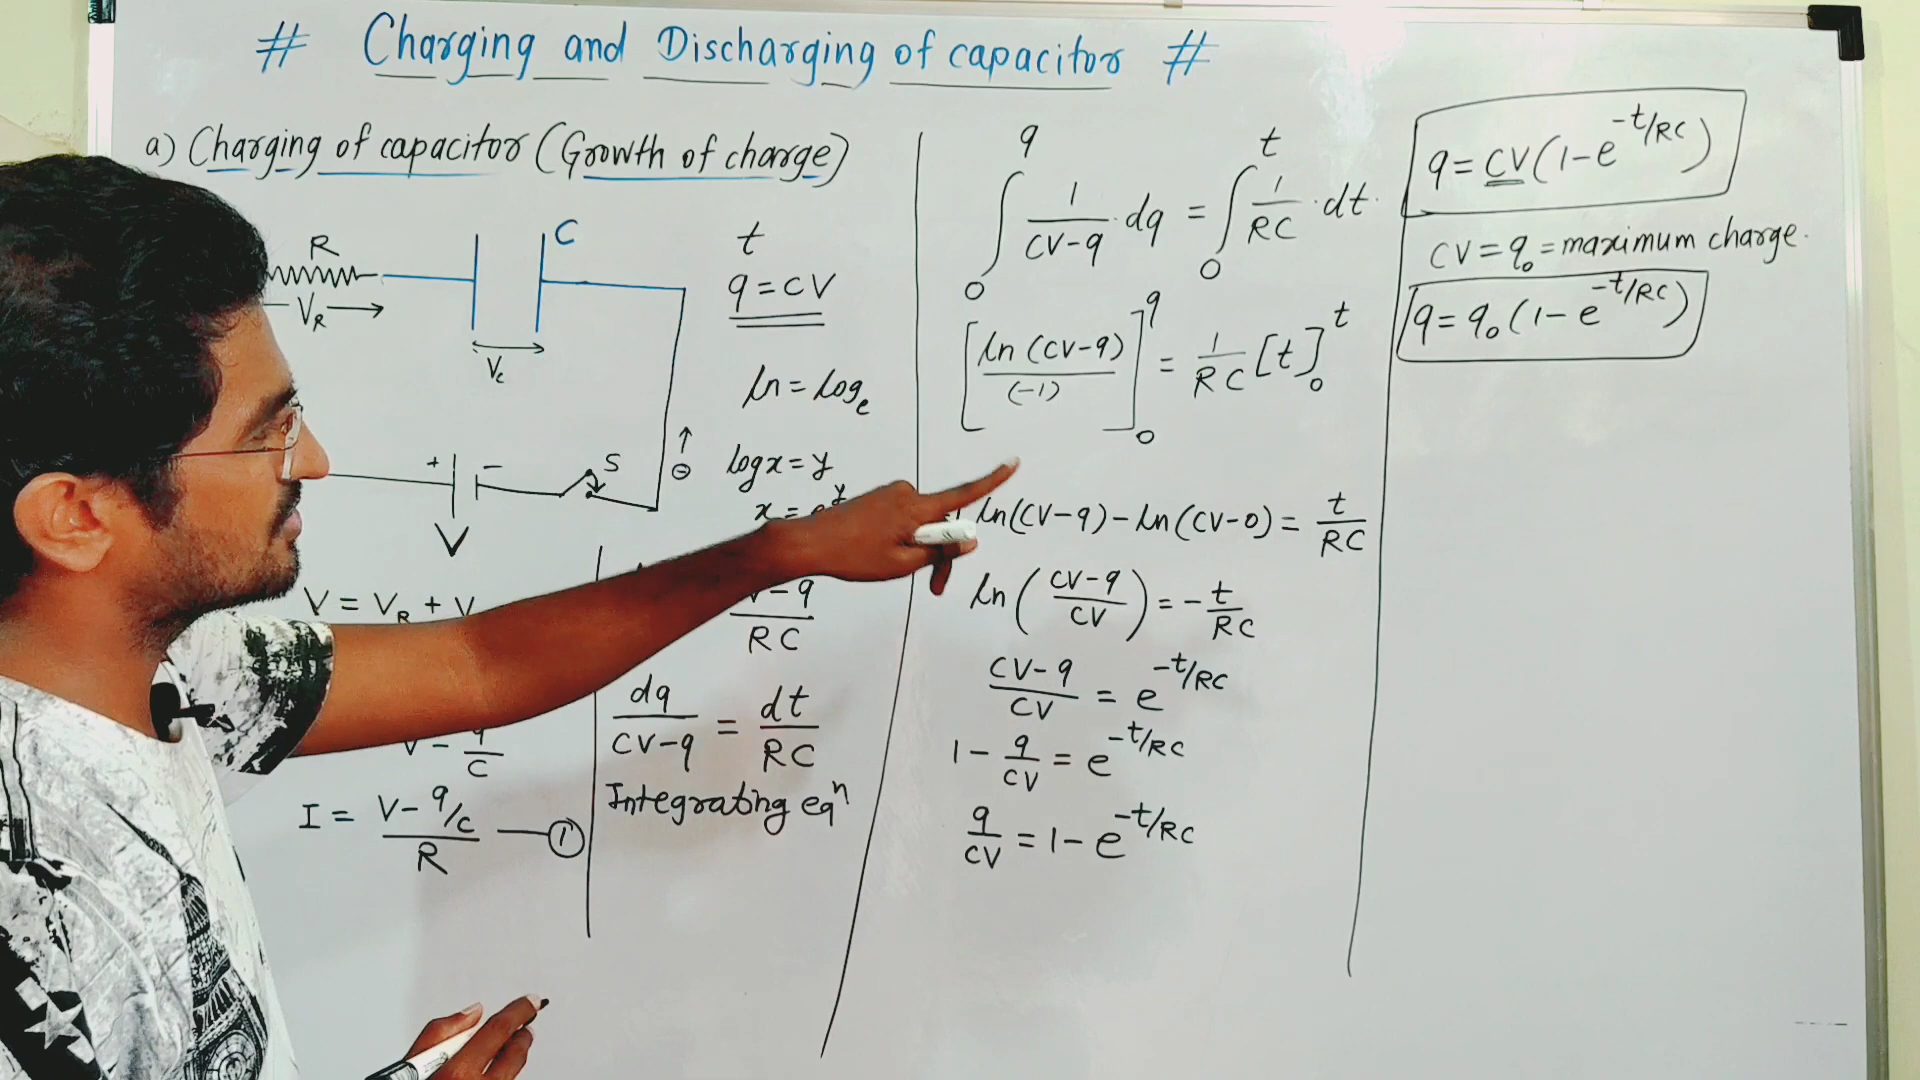 # Charging and Discharging of capacitor #
a) Charging of capacitor (Growth of charge)
R
V_R
C
V_c
+ −
V
S
⊖
t
q = CV
ln = log_e
log x = y
V = V_R +
V − q/C
I = (V − q/C)/R — ①
V − q
RC
dq/(CV−q) = dt/RC
Integrating eqⁿ
∫₀^q 1/(CV−q) · dq = ∫₀^t 1/RC · dt
[ln (CV−q)/(−1)]₀^q = 1/RC [t]₀^t
ln(CV−q) − ln(CV−0) = t/RC
ln((CV−q)/CV) = −t/RC
(CV−q)/CV = e^(−t/RC)
1 − q/CV = e^(−t/RC)
q/CV = 1 − e^(−t/RC)
q = CV(1−e^(−t/RC))
CV = q₀ = maximum charge.
q = q₀(1−e^(−t/RC))